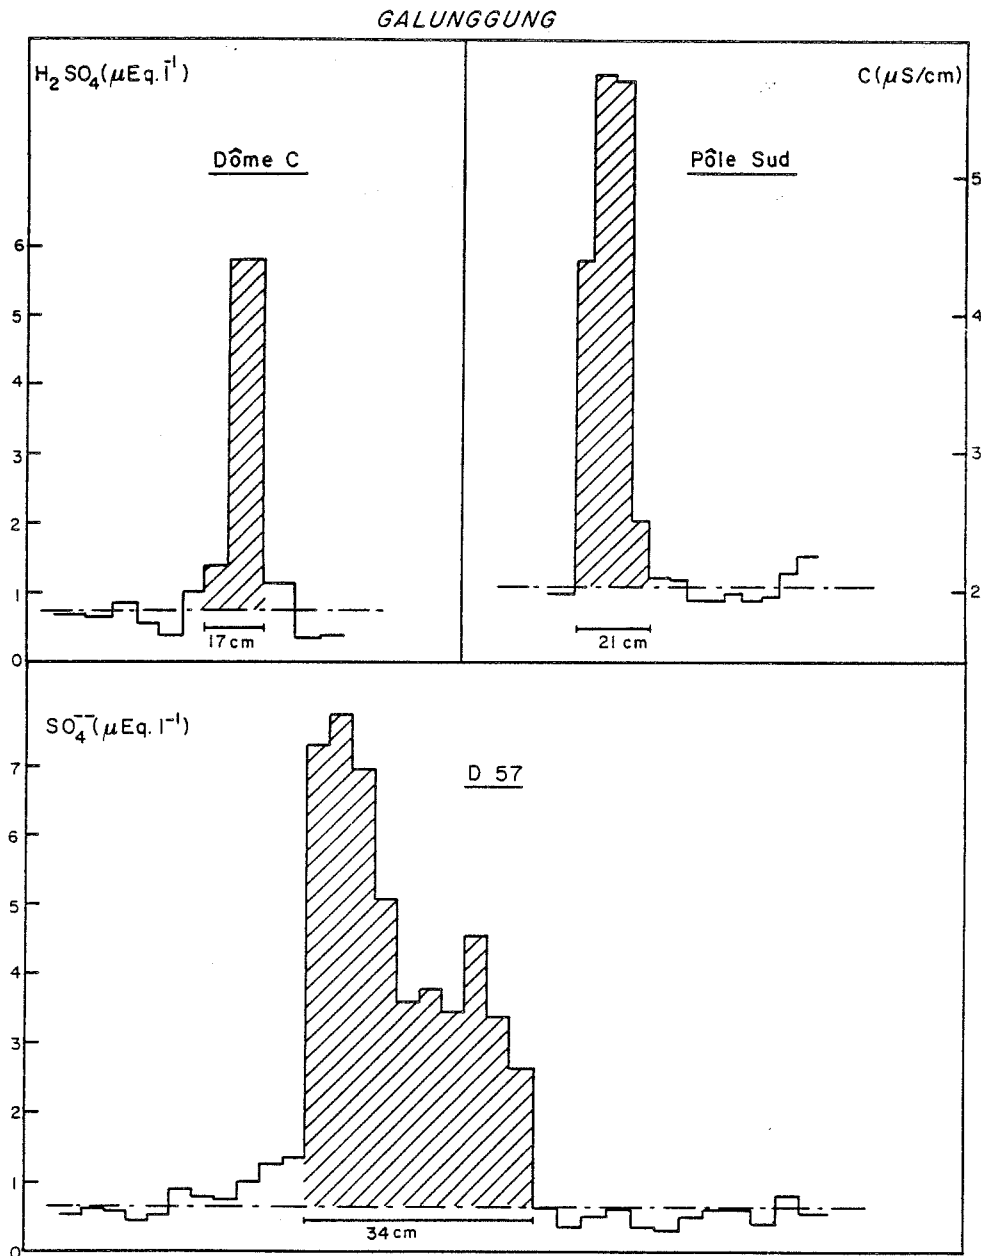 GALUNGGUNG
H₂SO₄(μEq.l⁻¹)
Dôme C
6
5
4
3
2
1
0
17 cm
C(μS/cm)
Pôle Sud
5
4
3
2
21 cm
SO₄⁻⁻(μEq.l⁻¹)
D 57
7
6
5
4
3
2
1
0
34 cm